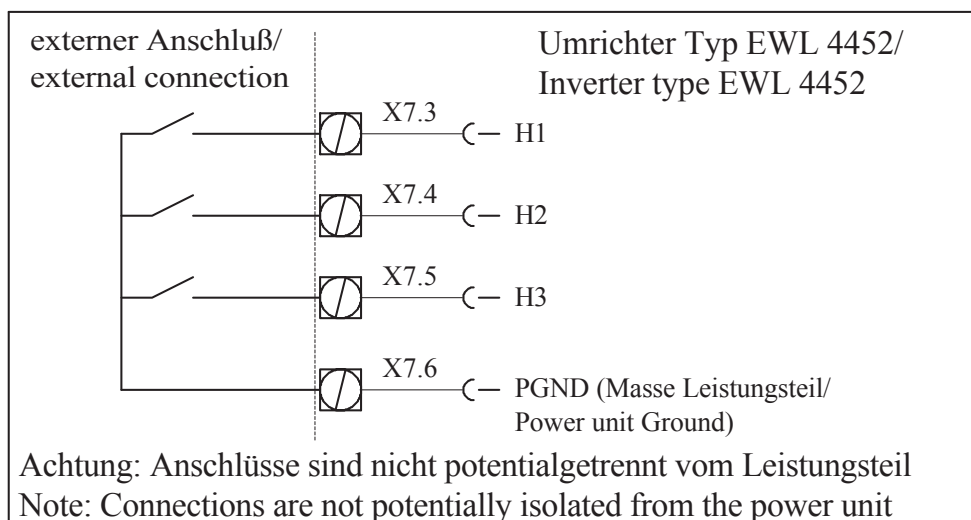 externer Anschluß/
external connection
Umrichter Typ EWL 4452/
Inverter type EWL 4452
X7.3
H1
X7.4
H2
X7.5
H3
X7.6
PGND (Masse Leistungsteil/
Power unit Ground)
Achtung: Anschlüsse sind nicht potentialgetrennt vom Leistungsteil
Note: Connections are not potentially isolated from the power unit